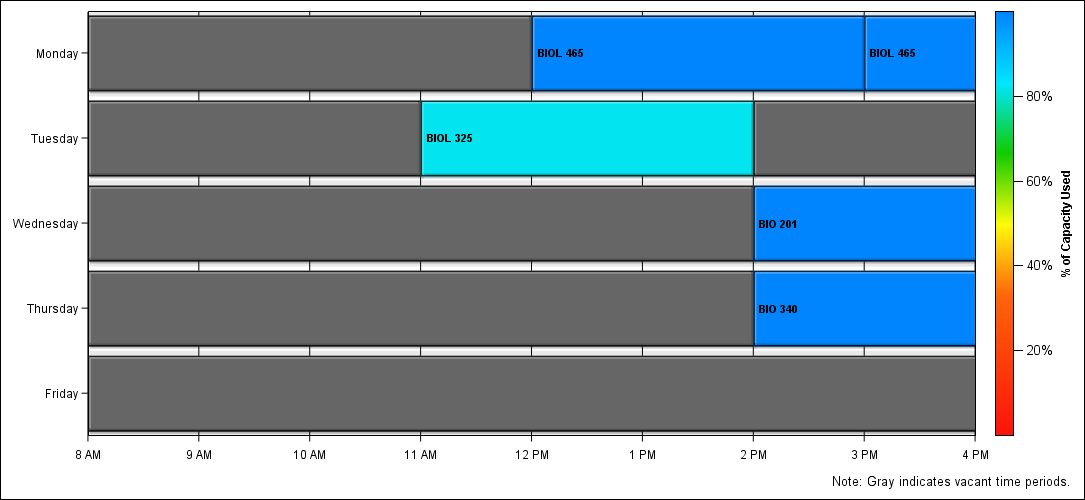 Monday
BIOL 465
BIOL 465
Tuesday
BIOL 325
Wednesday
BIO 201
Thursday
BIO 340
Friday
8 AM 9 AM 10 AM 11 AM 12 PM 1 PM 2 PM 3 PM 4 PM
80%
60%
40%
20%
% of Capacity Used
Note: Gray indicates vacant time periods.